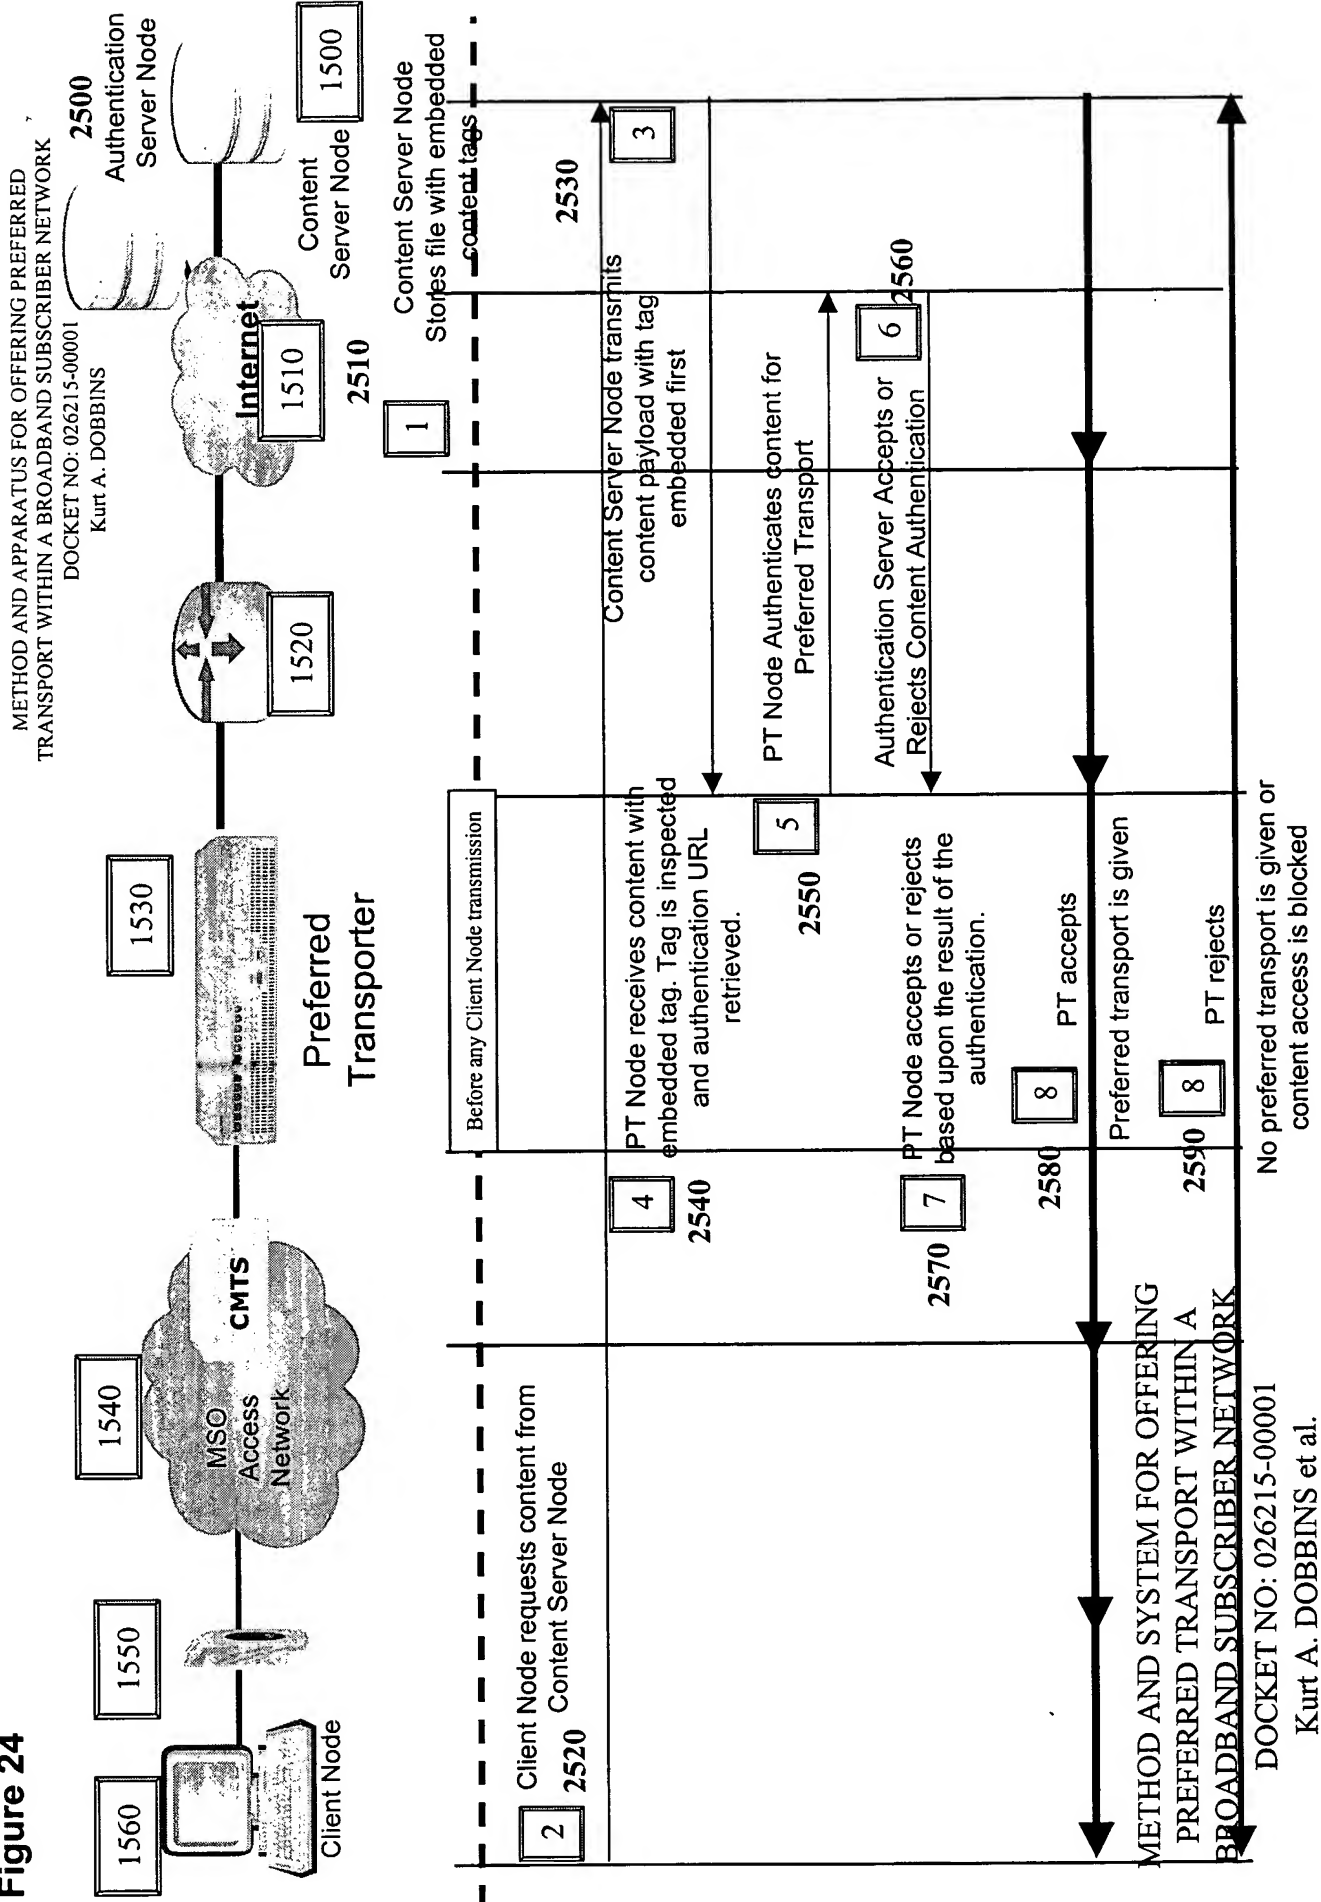 Figure 24
METHOD AND APPARATUS FOR OFFERING PREFERRED
TRANSPORT WITHIN A BROADBAND SUBSCRIBER NETWORK
DOCKET NO: 026215-00001
Kurt A. DOBBINS
1560
Client Node
1550
1540
MSO
Access
Network
CMTS
1530
Preferred
Transporter
1520
Internet
1510
2500
Authentication
Server Node
Content
Server Node
1500
2510
1
Content Server Node
Stores file with embedded
content tags
Before any Client Node transmission
2
Client Node requests content from
Content Server Node
2520
2530
3
Content Server Node transmits
content payload with tag
embedded first
4
2540
PT Node receives content with
embedded tag. Tag is inspected
and authentication URL
retrieved.
5
2550
PT Node Authenticates content for
Preferred Transport
6
2560
Authentication Server Accepts or
Rejects Content Authentication
7
2570
PT Node accepts or rejects
based upon the result of the
authentication.
8
2580
PT accepts
Preferred transport is given
8
2590
PT rejects
No preferred transport is given or
content access is blocked
METHOD AND SYSTEM FOR OFFERING
PREFERRED TRANSPORT WITHIN A
BROADBAND SUBSCRIBER NETWORK
DOCKET NO: 026215-00001
Kurt A. DOBBINS et al.